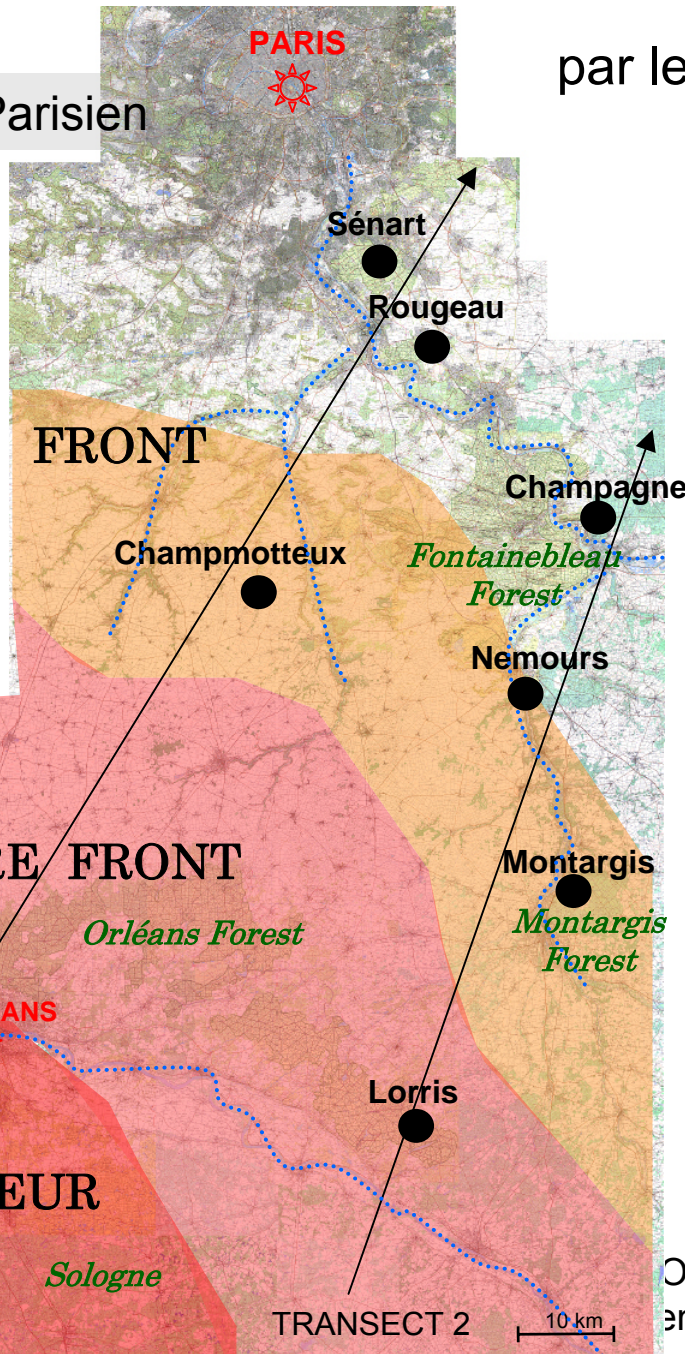 PARIS
par le
Parisien
Sénart
Rougeau
FRONT
Champagne
Champmotteux
Fontainebleau
Forest
Nemours
RE FRONT
Montargis
Orléans Forest
Montargis
Forest
ANS
Lorris
EUR
Sologne
TRANSECT 2
10 km